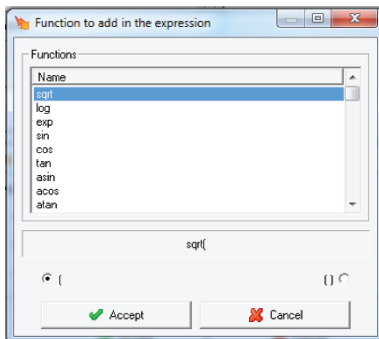 Function to add in the expression
Functions
Name
sqrt
log
exp
sin
cos
tan
asin
acos
atan
sqrt(
(
()
Accept
Cancel